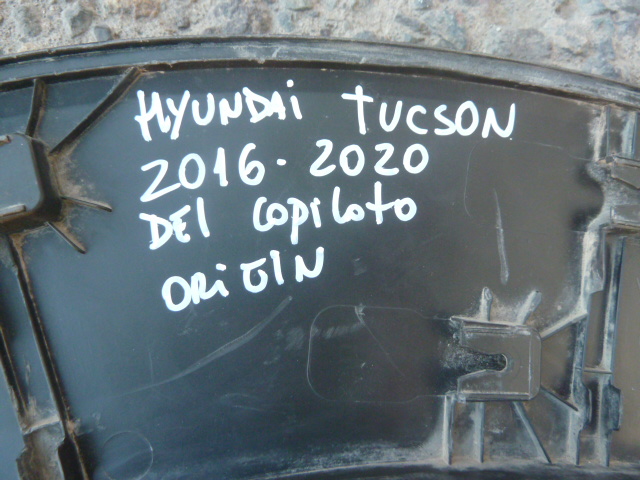 HYUNDAi tUCSON
2016-2020
DEl copiloto
ORiGIN